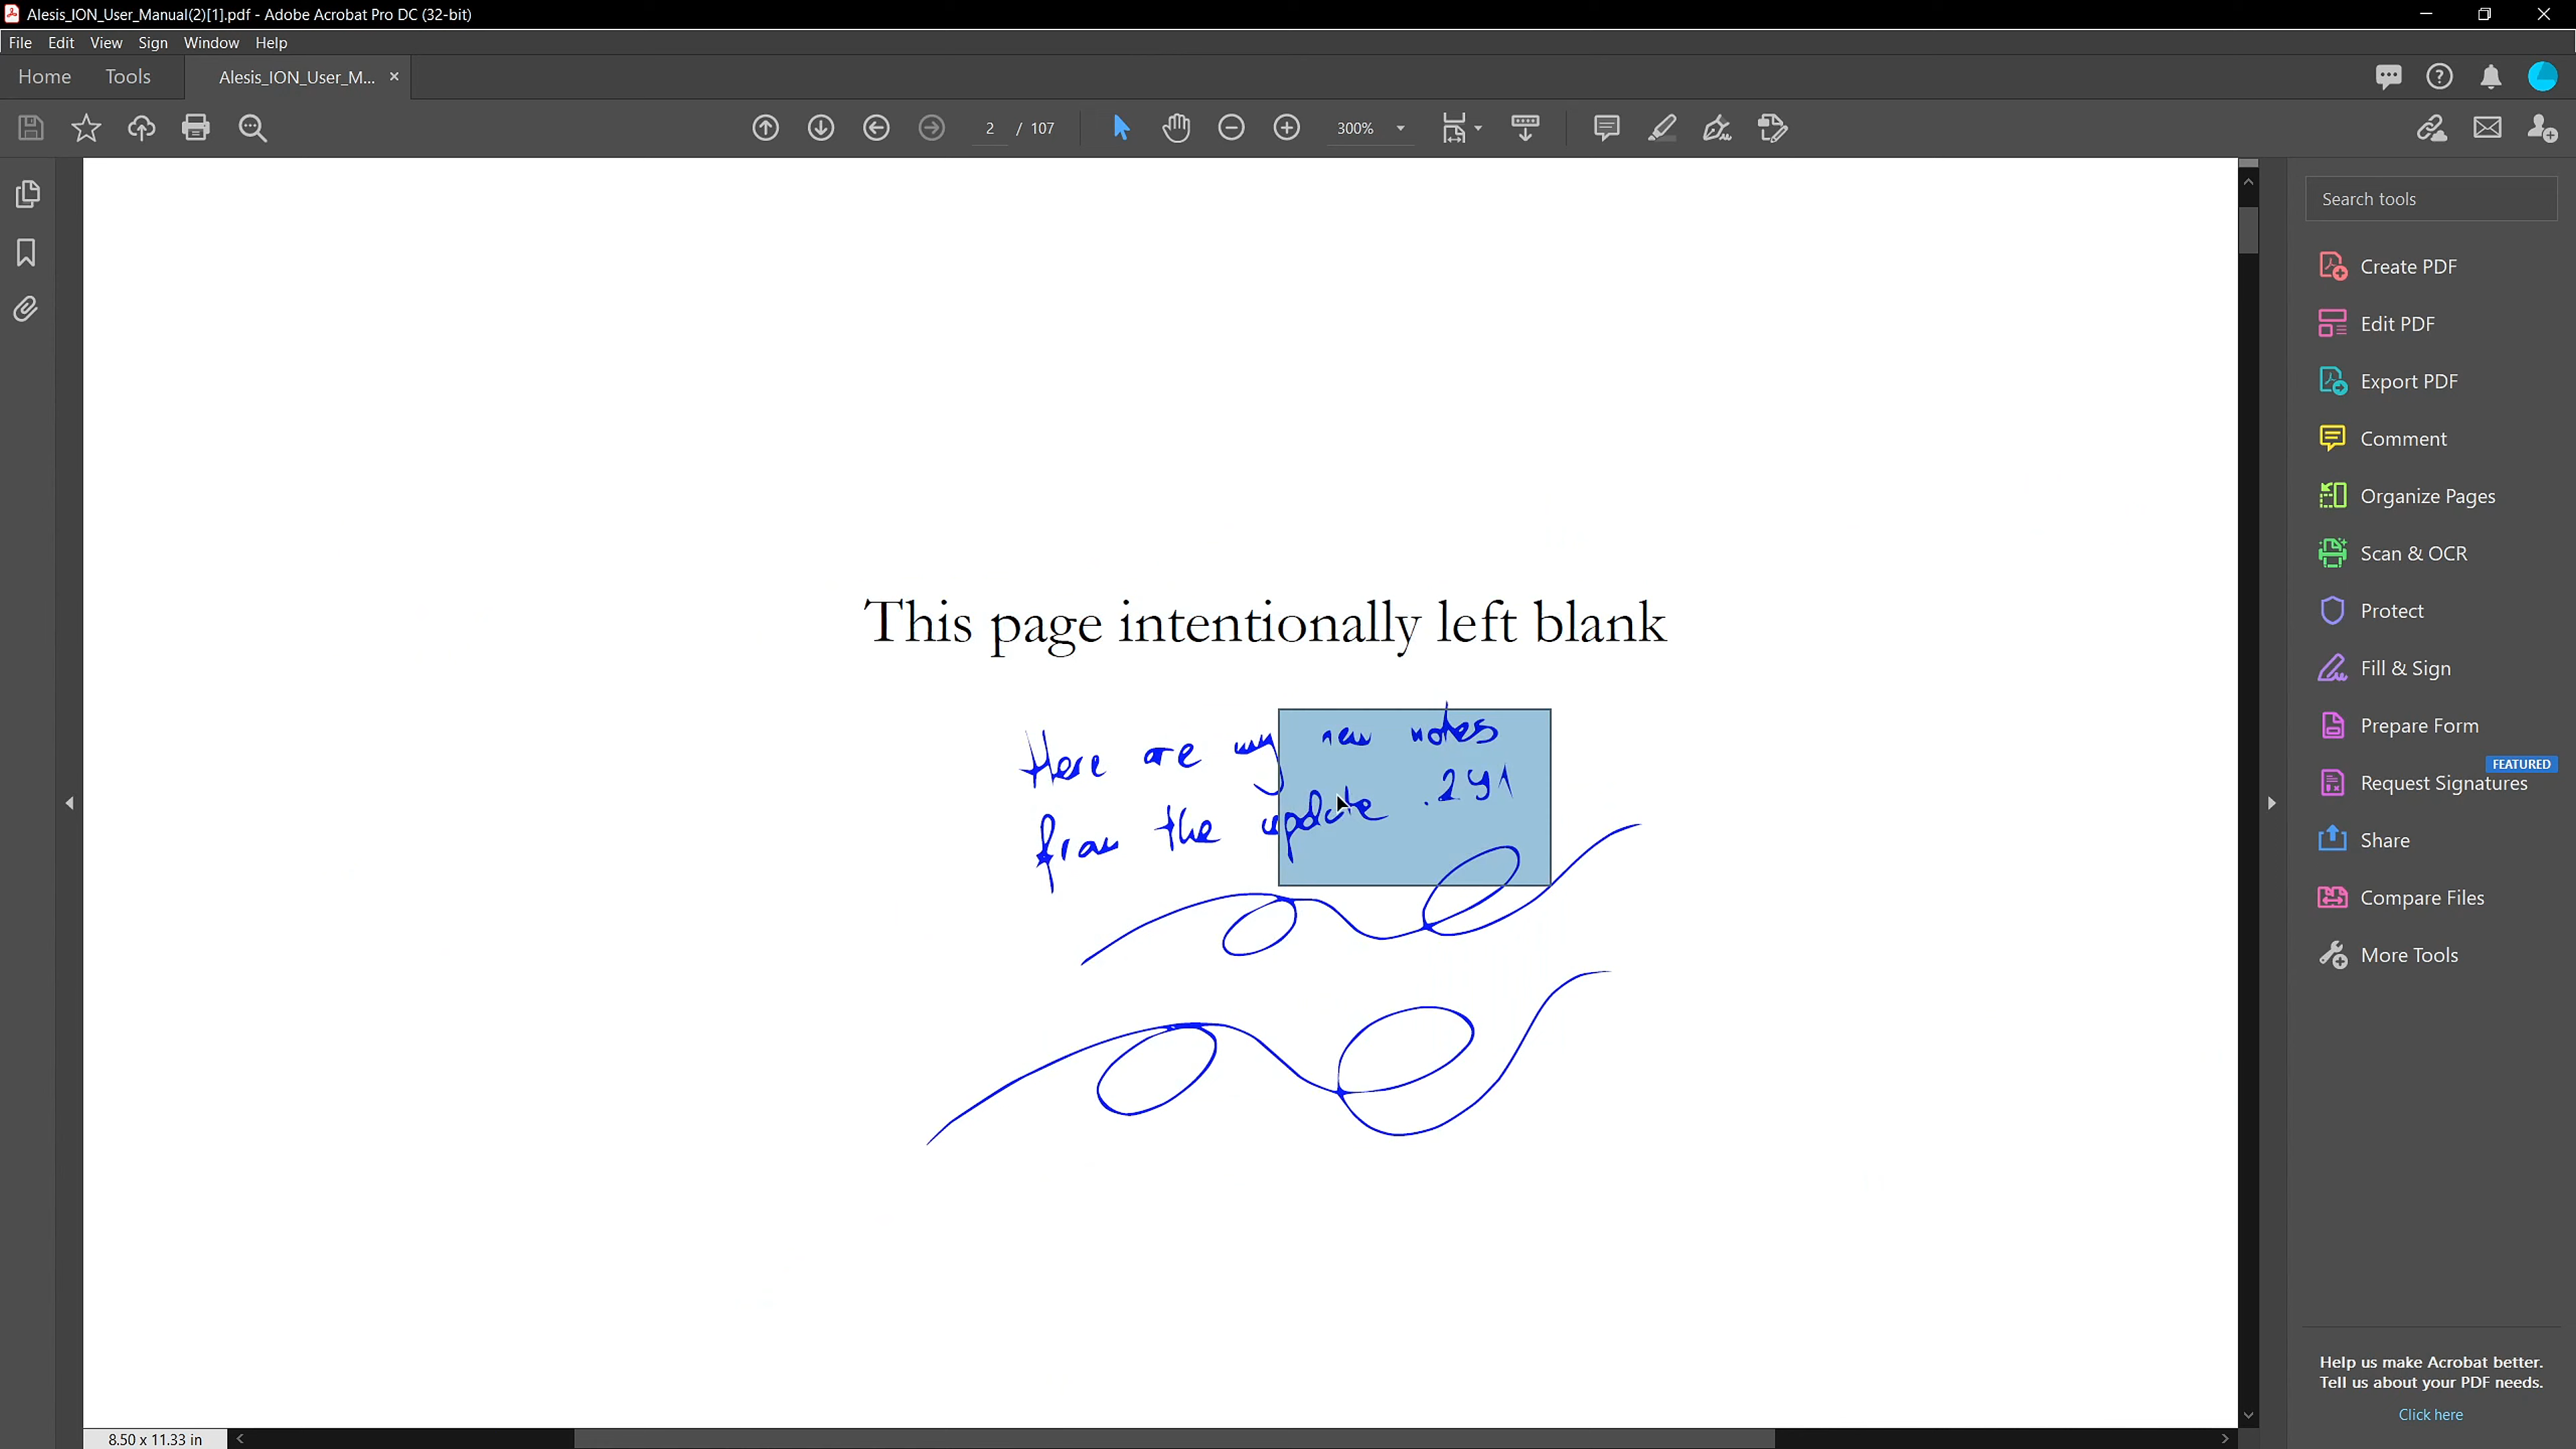 Alesis_ION_User_Manual(2)[1].pdf - Adobe Acrobat Pro DC (32-bit)
File Edit View Sign Window Help
Home Tools Alesis_ION_User_M... ×
2 / 107 300%
Search tools
Create PDF
Edit PDF
Export PDF
Comment
Organize Pages
Scan & OCR
Protect
Fill & Sign
Prepare Form
FEATURED
Request Signatures
Share
Compare Files
More Tools
This page intentionally left blank
Here are my new notes
from the update .241
Help us make Acrobat better.
Tell us about your PDF needs.
Click here
8.50 x 11.33 in